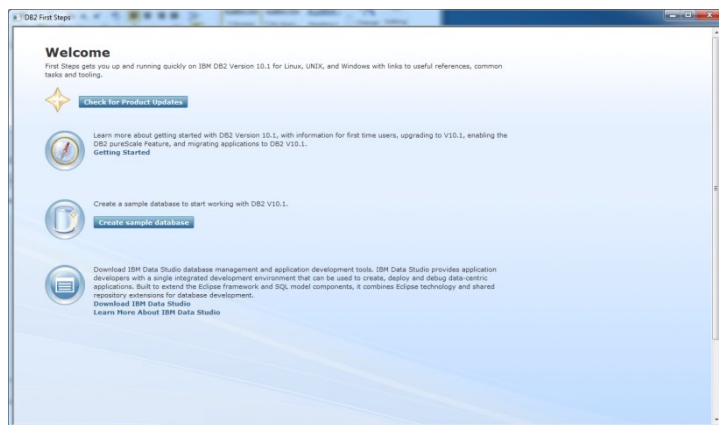 DB2 First Steps
Welcome
First Steps gets you up and running quickly on IBM DB2 Version 10.1 for Linux, UNIX, and Windows with links to useful references, common
tasks and tooling.
Check for Product Updates
Learn more about getting started with DB2 Version 10.1, with information for first time users, upgrading to V10.1, enabling the
DB2 pureScale Feature, and migrating applications to DB2 V10.1.
Getting Started
Create a sample database to start working with DB2 V10.1.
Create sample database
Download IBM Data Studio database management and application development tools. IBM Data Studio provides application
developers with a single integrated development environment that can be used to create, deploy and debug data-centric
applications. Built to extend the Eclipse framework and SQL model components, it combines Eclipse technology and shared
repository extensions for database development.
Download IBM Data Studio
Learn More About IBM Data Studio